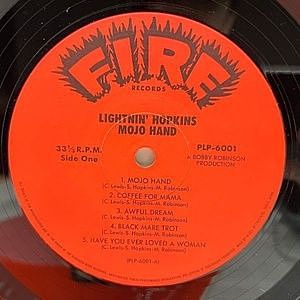 FIRE
RECORDS
LIGHTNIN' HOPKINS
MOJO HAND
33⅓ R.P.M.
Side One
PLP-6001
A BOBBY ROBINSON
PRODUCTION
1. MOJO HAND
(C. Lewis-S. Hopkins-M. Robinson)
2. COFFEE FOR MAMA
(C. Lewis-S. Hopkins-M. Robinson)
3. AWFUL DREAM
(C. Lewis-S. Hopkins-M. Robinson)
4. BLACK MARE TROT
(C. Lewis-S. Hopkins-M. Robinson)
5. HAVE YOU EVER LOVED A WOMAN
(C. Lewis-S. Hopkins-M. Robinson)
(PLP-6001-A)